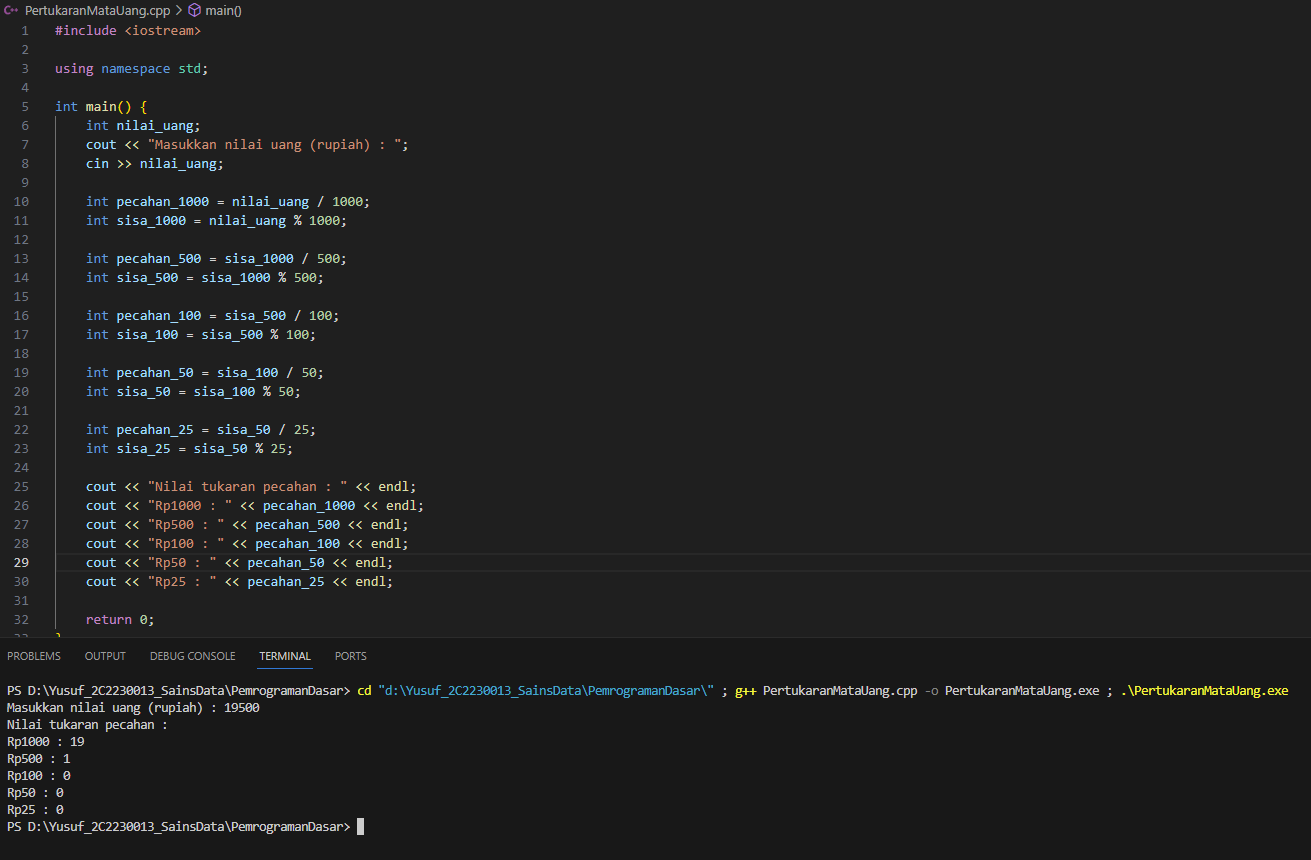 PertukaranMataUang.cpp > main()
1 #include <iostream>
2
3 using namespace std;
4
5 int main() {
6 int nilai_uang;
7 cout << "Masukkan nilai uang (rupiah) : ";
8 cin >> nilai_uang;
9
10 int pecahan_1000 = nilai_uang / 1000;
11 int sisa_1000 = nilai_uang % 1000;
12
13 int pecahan_500 = sisa_1000 / 500;
14 int sisa_500 = sisa_1000 % 500;
15
16 int pecahan_100 = sisa_500 / 100;
17 int sisa_100 = sisa_500 % 100;
18
19 int pecahan_50 = sisa_100 / 50;
20 int sisa_50 = sisa_100 % 50;
21
22 int pecahan_25 = sisa_50 / 25;
23 int sisa_25 = sisa_50 % 25;
24
25 cout << "Nilai tukaran pecahan : " << endl;
26 cout << "Rp1000 : " << pecahan_1000 << endl;
27 cout << "Rp500 : " << pecahan_500 << endl;
28 cout << "Rp100 : " << pecahan_100 << endl;
29 cout << "Rp50 : " << pecahan_50 << endl;
30 cout << "Rp25 : " << pecahan_25 << endl;
31
32 return 0;
33 }
PROBLEMS OUTPUT DEBUG CONSOLE TERMINAL PORTS
PS D:\Yusuf_2C2230013_SainsData\PemrogramanDasar> cd "d:\Yusuf_2C2230013_SainsData\PemrogramanDasar\" ; g++ PertukaranMataUang.cpp -o PertukaranMataUang.exe ; .\PertukaranMataUang.exe
Masukkan nilai uang (rupiah) : 19500
Nilai tukaran pecahan :
Rp1000 : 19
Rp500 : 1
Rp100 : 0
Rp50 : 0
Rp25 : 0
PS D:\Yusuf_2C2230013_SainsData\PemrogramanDasar>